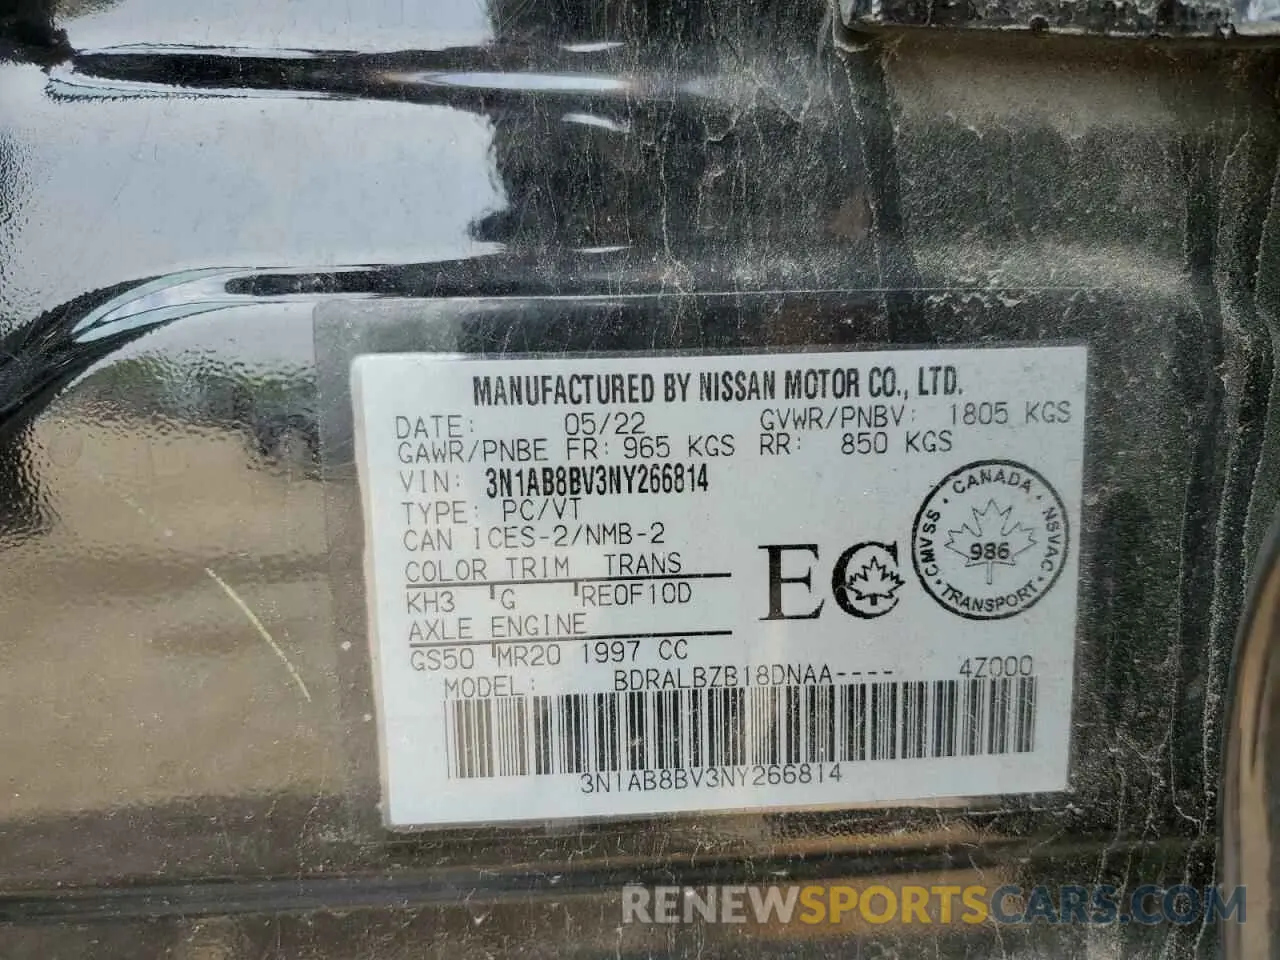 MANUFACTURED BY NISSAN MOTOR CO., LTD.
DATE: 05/22 GVWR/PNBV: 1805 KGS
GAWR/PNBE FR: 965 KGS RR: 850 KGS
VIN: 3N1AB8BV3NY266814
TYPE: PC/VT
CAN ICES-2/NMB-2
COLOR TRIM TRANS
KH3 G RE0F10D
AXLE ENGINE
GS50 MR20 1997 CC
EC
CMVSS · CANADA · NSVAC · TRANSPORT ·
986
MODEL: BDRALBZB18DNAA---- 4Z000
3N1AB8BV3NY266814
RENEWSPORTSCARS.COM